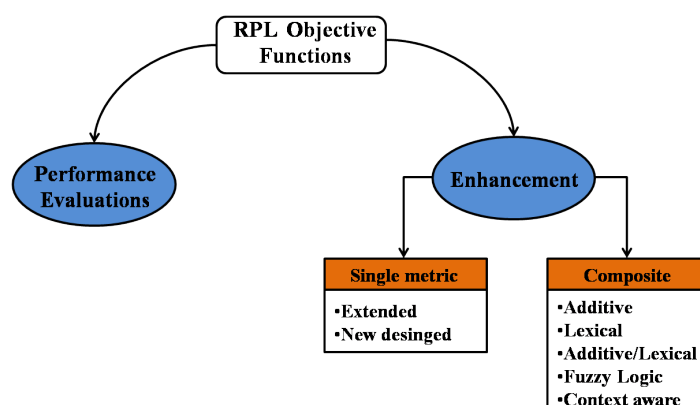 RPL Objective
Functions
Performance
Evaluations
Enhancement
Single metric
▪Extended
▪New desinged
Composite
▪Additive
▪Lexical
▪Additive/Lexical
▪Fuzzy Logic
▪Context aware